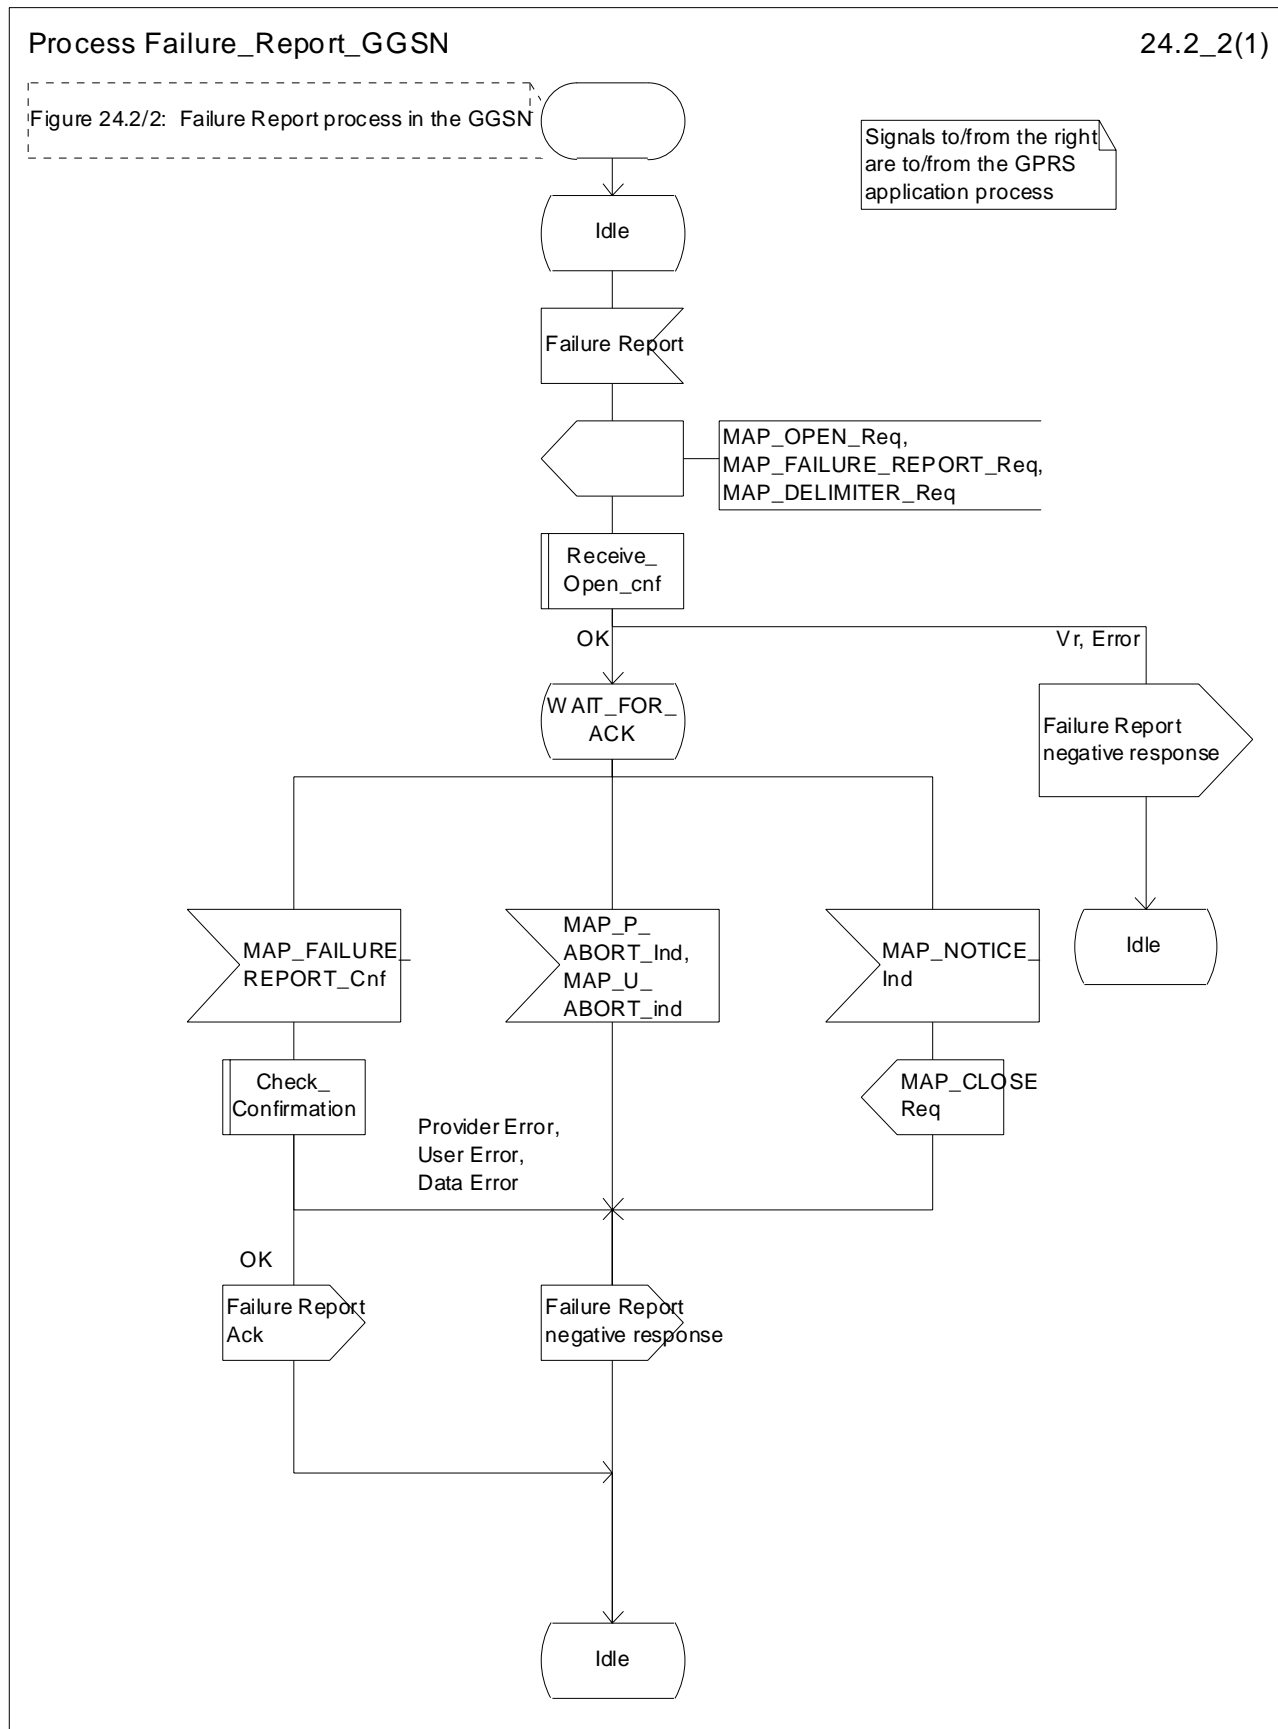 Process Failure_Report_GGSN
24.2_2(1)
Figure 24.2/2: Failure Report process in the GGSN
Signals to/from the right
are to/from the GPRS
application process
Idle
Failure Report
MAP_OPEN_Req,
MAP_FAILURE_REPORT_Req,
MAP_DELIMITER_Req
Receive_
Open_cnf
OK
Vr, Error
WAIT_FOR_
ACK
Failure Report
negative response
MAP_FAILURE_
REPORT_Cnf
MAP_P_
ABORT_Ind,
MAP_U_
ABORT_ind
MAP_NOTICE_
Ind
Idle
Check_
Confirmation
MAP_CLOSE
Req
Provider Error,
User Error,
Data Error
OK
Failure Report
Ack
Failure Report
negative response
Idle